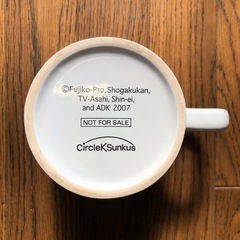 ©Fujiko-Pro, Shogakukan,
TV-Asahi, Shin-ei,
and ADK 2007
NOT FOR SALE
CircleKSunkus